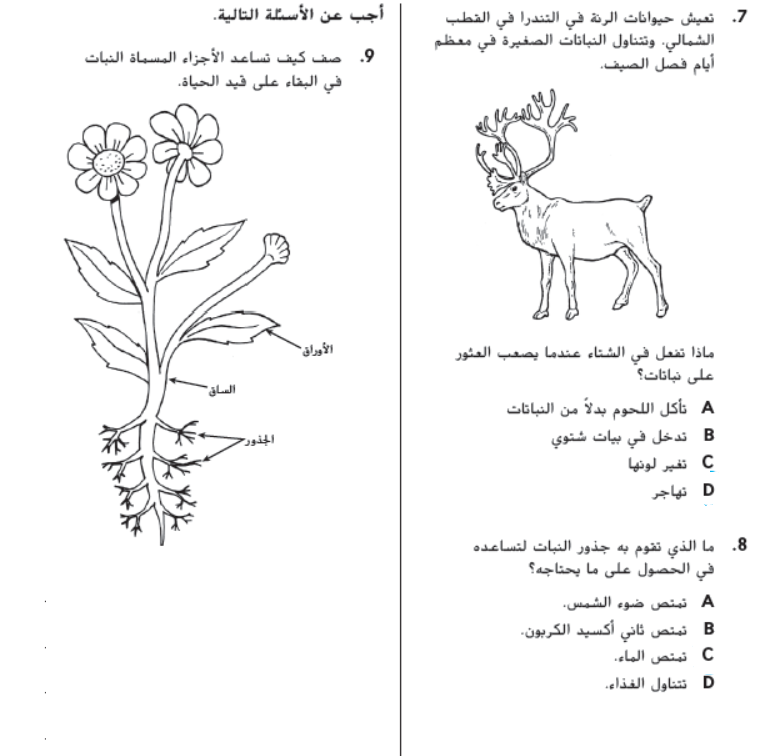 7. تعيش حيوانات الرنة في التندرا في القطب
الشمالي. وتتناول النباتات الصغيرة في معظم
أيام فصل الصيف.
ماذا تفعل في الشتاء عندما يصعب العثور
على نباتات؟
A تأكل اللحوم بدلاً من النباتات
B تدخل في بيات شتوي
C تغير لونها
D تهاجر
8. ما الذي تقوم به جذور النبات لتساعده
في الحصول على ما يحتاجه؟
A تمتص ضوء الشمس.
B تمتص ثاني أكسيد الكربون.
C تمتص الماء.
D تتناول الغذاء.
أجب عن الأسئلة التالية.
9. صف كيف تساعد الأجزاء المسماة النبات
في البقاء على قيد الحياة.
الأوراق
الساق
الجذور